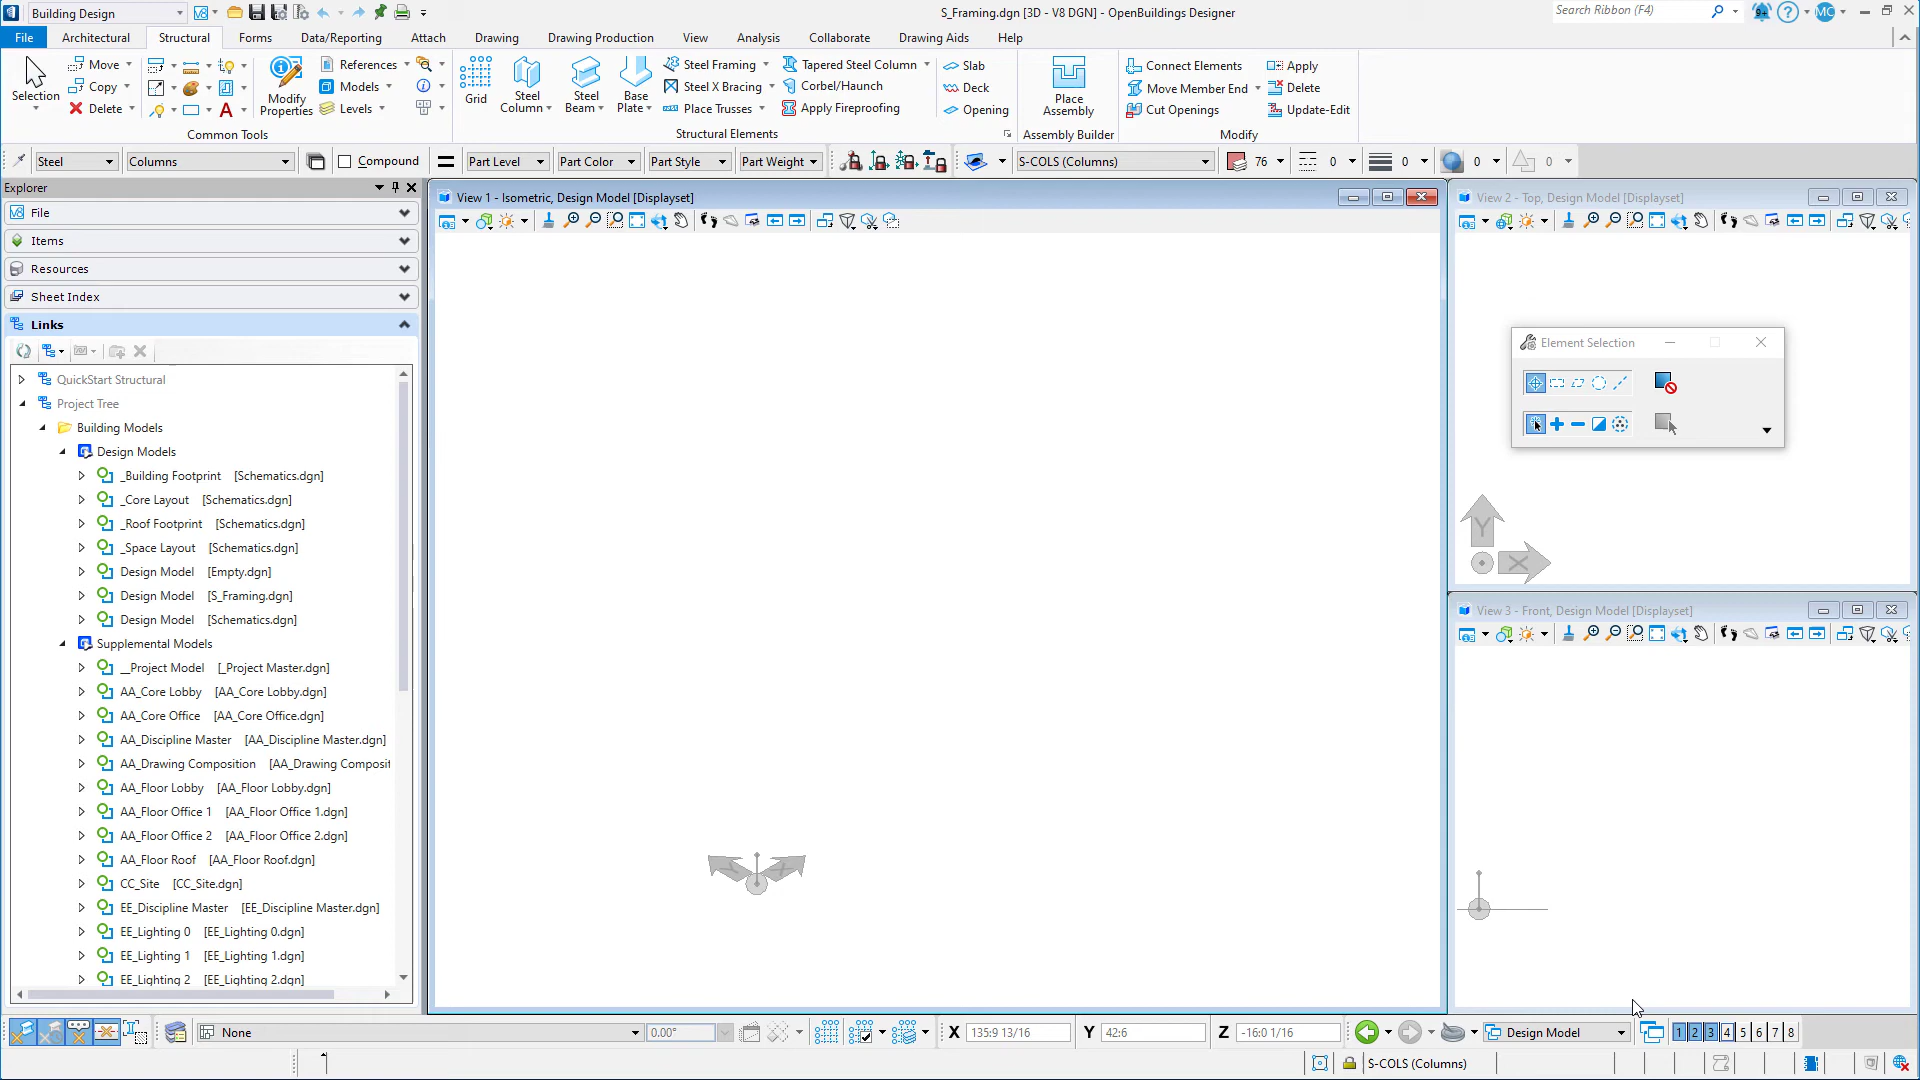 Building Design
S_Framing.dgn [3D - V8 DGN] - OpenBuildings Designer
Search Ribbon (F4)
9+
MC
File
Architectural
Structural
Forms
Data/Reporting
Attach
Drawing
Drawing Production
View
Analysis
Collaborate
Drawing Aids
Help
Selection
Move
Copy
Delete
Modify
Properties
References
Models
Levels
Common Tools
Grid
Steel
Column
Steel
Beam
Base
Plate
Steel Framing
Steel X Bracing
Place Trusses
Tapered Steel Column
Corbel/Haunch
Apply Fireproofing
Slab
Deck
Opening
Structural Elements
Place
Assembly
Assembly Builder
Connect Elements
Move Member End
Cut Openings
Apply
Delete
Update-Edit
Modify
Steel
Columns
Compound
Part Level
Part Color
Part Style
Part Weight
S-COLS (Columns)
76
0
0
0
0
Explorer
File
Items
Resources
Sheet Index
Links
QuickStart Structural
Project Tree
Building Models
Design Models
_Building Footprint [Schematics.dgn]
_Core Layout [Schematics.dgn]
_Roof Footprint [Schematics.dgn]
_Space Layout [Schematics.dgn]
Design Model [Empty.dgn]
Design Model [S_Framing.dgn]
Design Model [Schematics.dgn]
Supplemental Models
__Project Model [_Project Master.dgn]
AA_Core Lobby [AA_Core Lobby.dgn]
AA_Core Office [AA_Core Office.dgn]
AA_Discipline Master [AA_Discipline Master.dgn]
AA_Drawing Composition [AA_Drawing Composit
AA_Floor Lobby [AA_Floor Lobby.dgn]
AA_Floor Office 1 [AA_Floor Office 1.dgn]
AA_Floor Office 2 [AA_Floor Office 2.dgn]
AA_Floor Roof [AA_Floor Roof.dgn]
CC_Site [CC_Site.dgn]
EE_Discipline Master [EE_Discipline Master.dgn]
EE_Lighting 0 [EE_Lighting 0.dgn]
EE_Lighting 1 [EE_Lighting 1.dgn]
EE_Lighting 2 [EE_Lighting 2.dgn]
View 1 - Isometric, Design Model [Displayset]
Y X
View 2 - Top, Design Model [Displayset]
Element Selection
Y
X
View 3 - Front, Design Model [Displayset]
None
0.00°
X 135:9 13/16
Y 42:6
Z -16:0 1/16
Design Model
1 2 3 4 5 6 7 8
S-COLS (Columns)